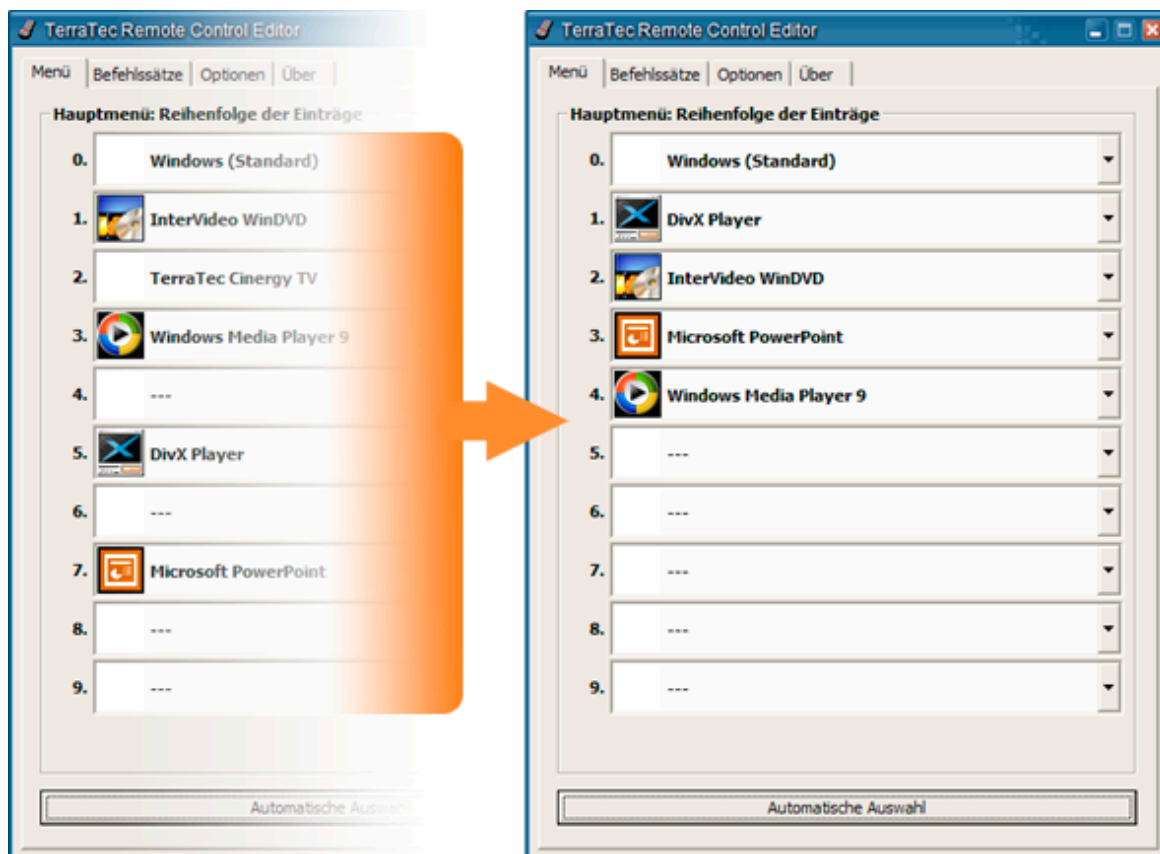 TerraTec Remote Control Editor
Menü Befehlssätze Optionen Über
Hauptmenü: Reihenfolge der Einträge
0. Windows (Standard)
1. InterVideo WinDVD
2. TerraTec Cinergy TV
3. Windows Media Player 9
4. ---
5. DivX Player
6. ---
7. Microsoft PowerPoint
8. ---
9. ---
Automatische Auswahl
TerraTec Remote Control Editor
Menü Befehlssätze Optionen Über
Hauptmenü: Reihenfolge der Einträge
0. Windows (Standard)
1. DivX Player
2. InterVideo WinDVD
3. Microsoft PowerPoint
4. Windows Media Player 9
5. ---
6. ---
7. ---
8. ---
9. ---
Automatische Auswahl